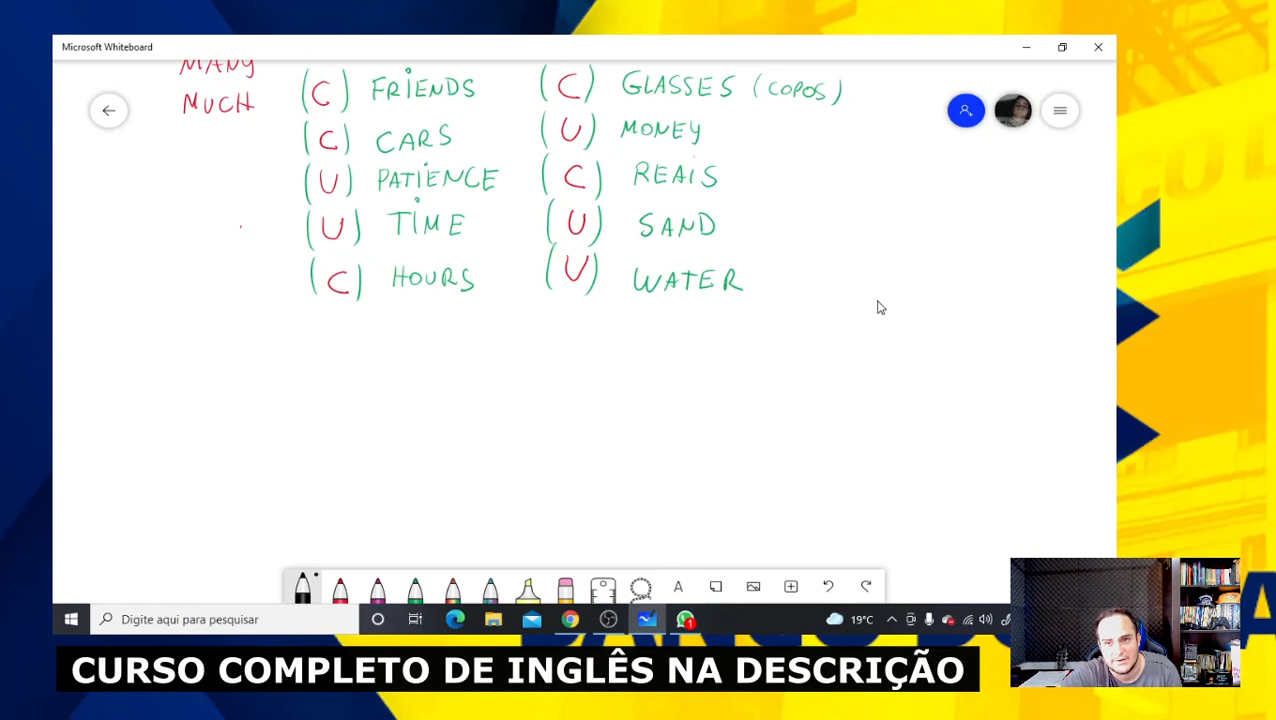 Microsoft Whiteboard
MANY
MUCH
(C) FRIENDS
(C) CARS
(U) PATIENCE
(U) TIME
(C) HOURS
(C) GLASSES (COPOS)
(U) MONEY
(C) REAIS
(U) SAND
(U) WATER
A
Digite aqui para pesquisar
1
19°C
CURSO COMPLETO DE INGLÊS NA DESCRIÇÃO